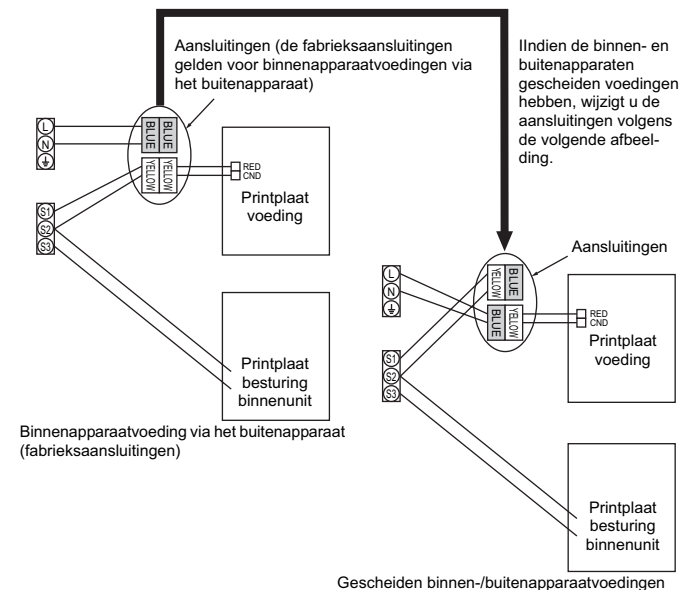 Aansluitingen (de fabrieksaansluitingen
gelden voor binnenapparaatvoedingen via
het buitenapparaat)
IIndien de binnen- en
buitenapparaten
gescheiden voedingen
hebben, wijzigt u de
aansluitingen volgens
de volgende afbeel-
ding.
L
N
BLUE
BLUE
YELLOW
YELLOW
RED
CND
Printplaat
voeding
S1
S2
S3
Printplaat
besturing
binnenunit
Binnenapparaatvoeding via het buitenapparaat
(fabrieksaansluitingen)
Aansluitingen
L
N
YELLOW
BLUE
BLUE
YELLOW
RED
CND
Printplaat
voeding
S1
S2
S3
Printplaat
besturing
binnenunit
Gescheiden binnen-/buitenapparaatvoedingen